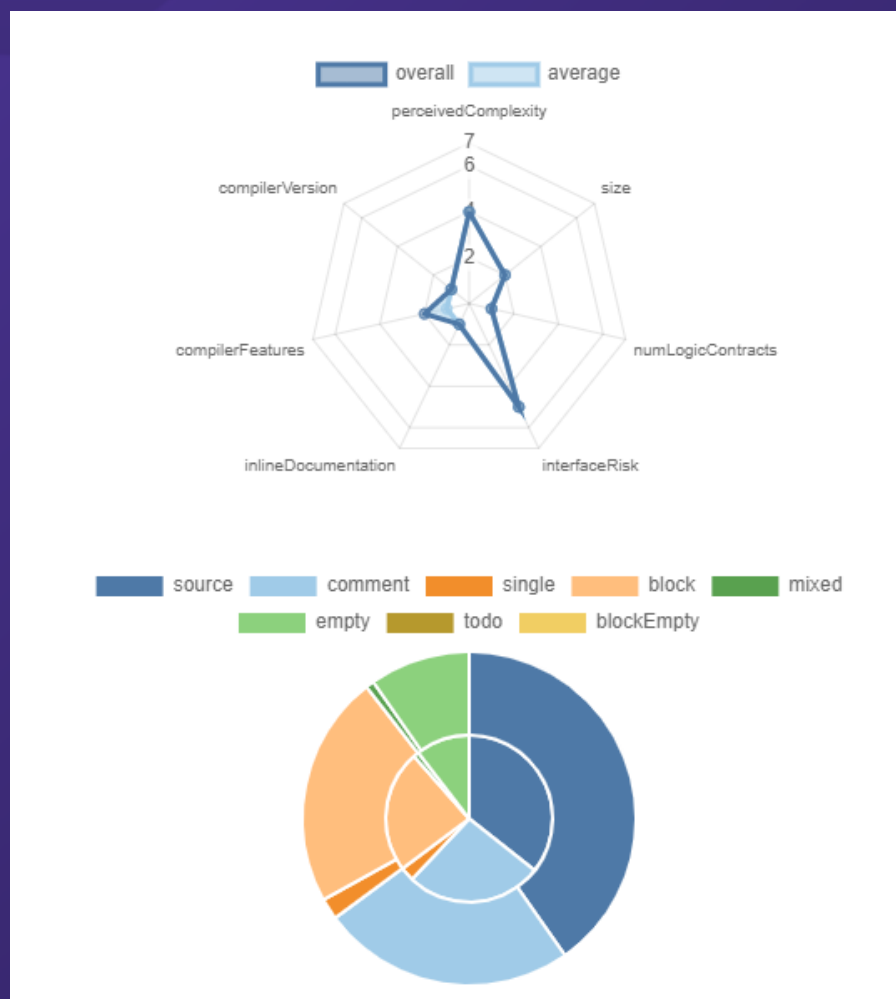 overall average
perceivedComplexity
7
6
compilerVersion size
4
2
compilerFeatures numLogicContracts
inlineDocumentation interfaceRisk
source comment single block mixed
empty todo blockEmpty